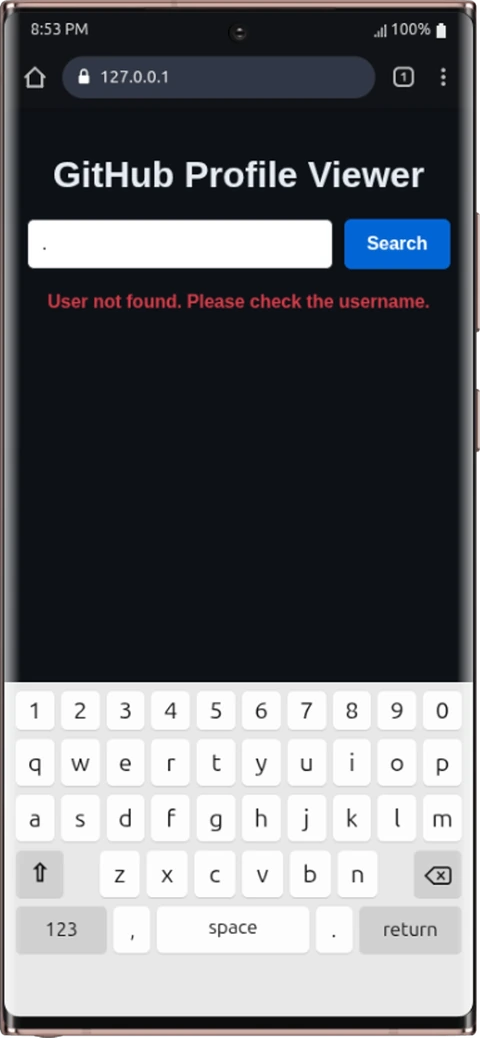 8:53 PM 100%
127.0.0.1 1
GitHub Profile Viewer
. Search
User not found. Please check the username.
1 2 3 4 5 6 7 8 9 0
q w e r t y u i o p
a s d f g h j k l m
z x c v b n
123 , space . return